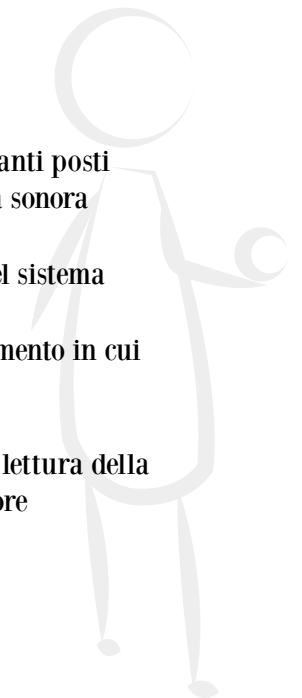 anti posti
sonora
el sistema
mento in cui
lettura della
ore